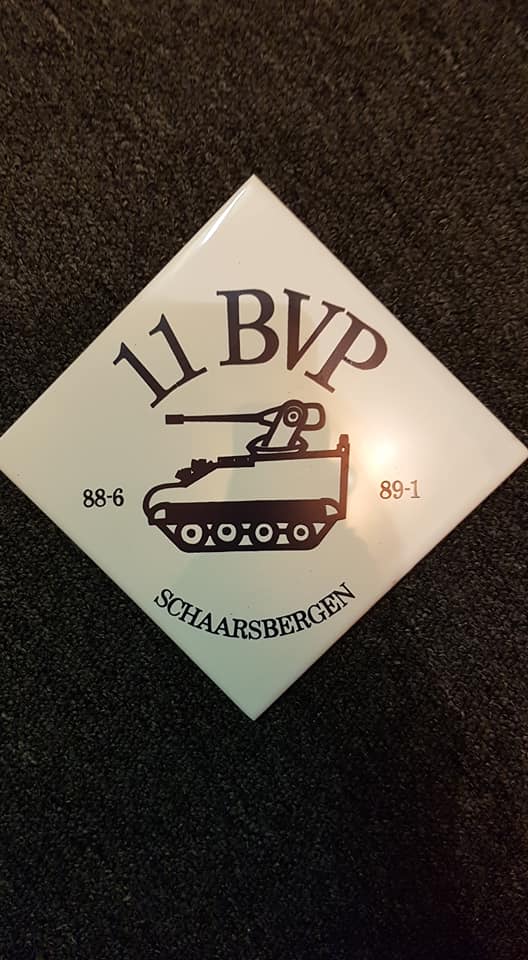 11 BVP
88-6
89-1
SCHAARSBERGEN